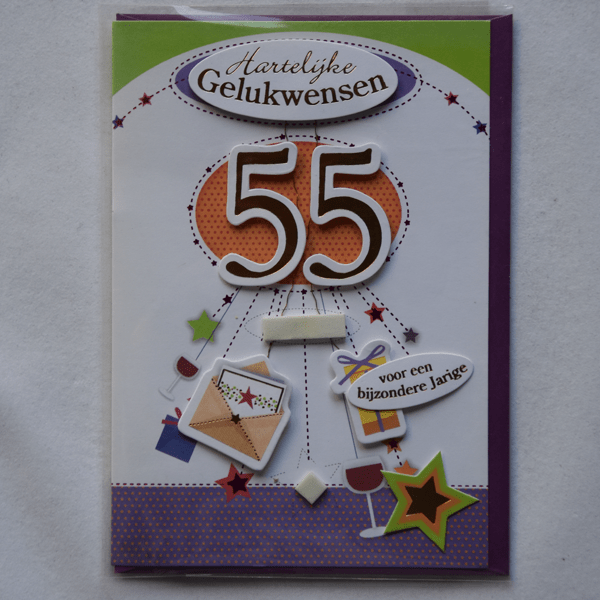 Hartelijke
Gelukwensen
55
voor een
bijzondere Jarige